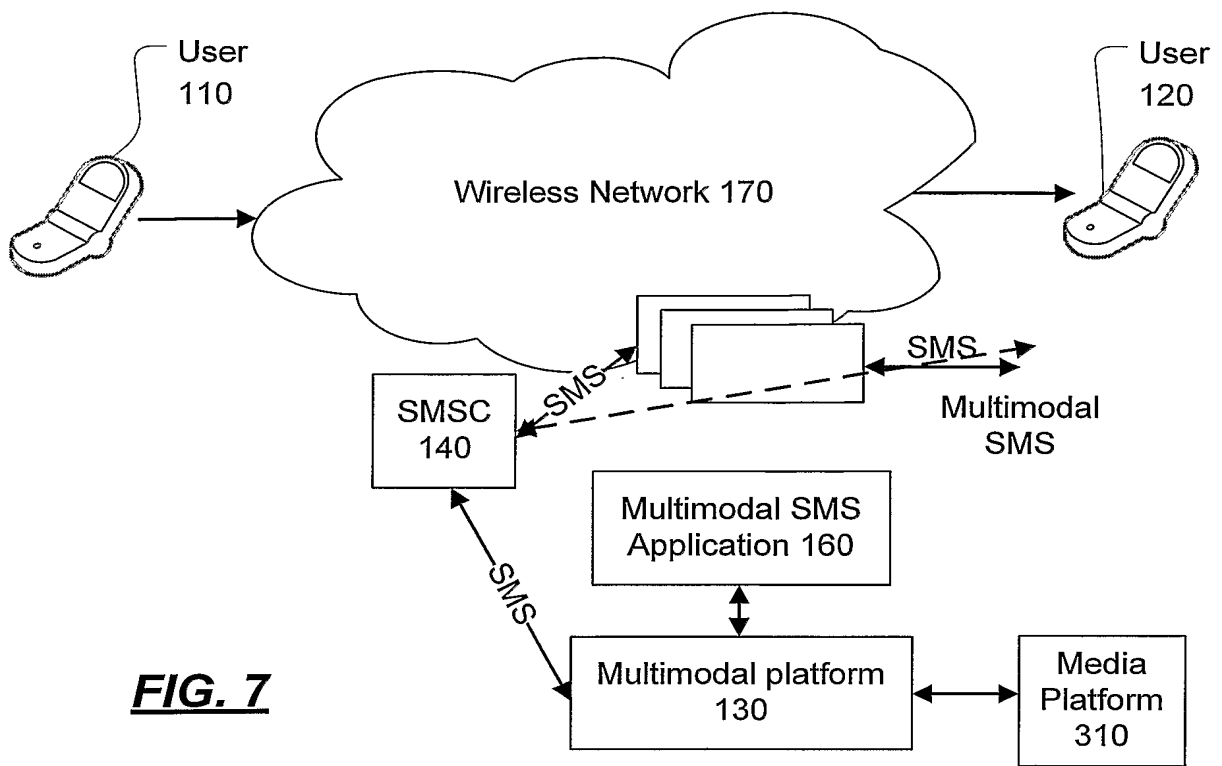 User
110
User
120
Wireless Network 170
SMS
SMS
Multimodal
SMS
SMSC
140
Multimodal SMS
Application 160
SMS
Multimodal platform
130
Media
Platform
310
FIG. 7